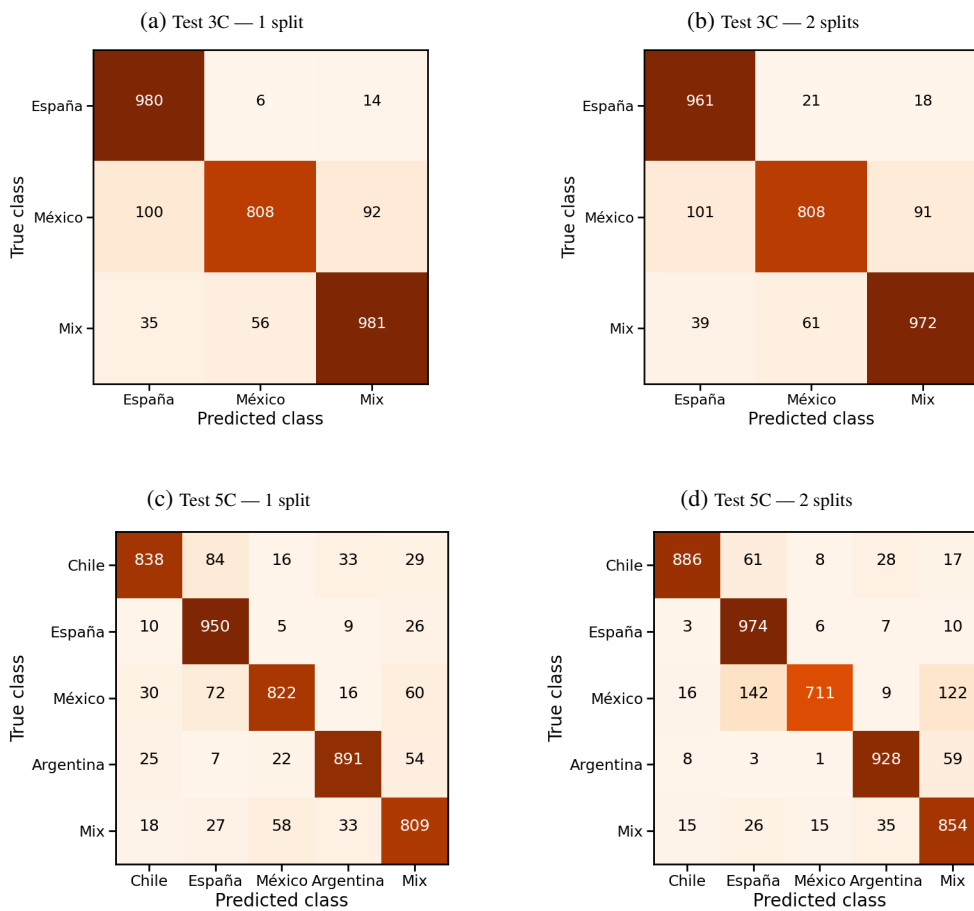 (a) Test 3C — 1 split
True class
España 980 6 14
México 100 808 92
Mix 35 56 981
España México Mix
Predicted class
(b) Test 3C — 2 splits
True class
España 961 21 18
México 101 808 91
Mix 39 61 972
España México Mix
Predicted class
(c) Test 5C — 1 split
True class
Chile 838 84 16 33 29
España 10 950 5 9 26
México 30 72 822 16 60
Argentina 25 7 22 891 54
Mix 18 27 58 33 809
Chile España México Argentina Mix
Predicted class
(d) Test 5C — 2 splits
True class
Chile 886 61 8 28 17
España 3 974 6 7 10
México 16 142 711 9 122
Argentina 8 3 1 928 59
Mix 15 26 15 35 854
Chile España México Argentina Mix
Predicted class